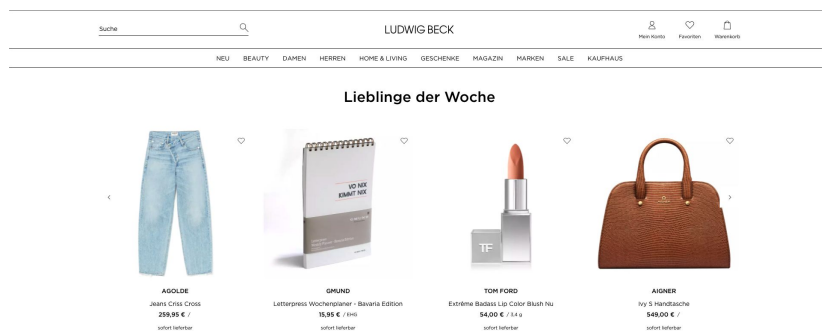 Suche
LUDWIG BECK
Mein Konto Favoriten Warenkorb
NEU BEAUTY DAMEN HERREN HOME & LIVING GESCHENKE MAGAZIN MARKEN SALE KAUFHAUS
Lieblinge der Woche
VO NIX
KIMMT NIX
TF
AGOLDE
Jeans Criss Cross
259,95 € /
sofort lieferbar
GMUND
Letterpress Wochenplaner - Bavaria Edition
15,95 € / EHG
sofort lieferbar
TOM FORD
Extrême Badass Lip Color Blush Nu
54,00 € / 3,4 g
sofort lieferbar
AIGNER
Ivy S Handtasche
549,00 € /
sofort lieferbar